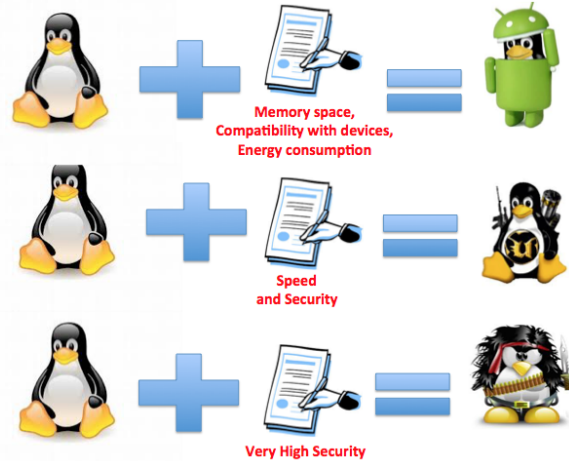 Memory space,
Compatibility with devices,
Energy consumption
Speed
and Security
Very High Security